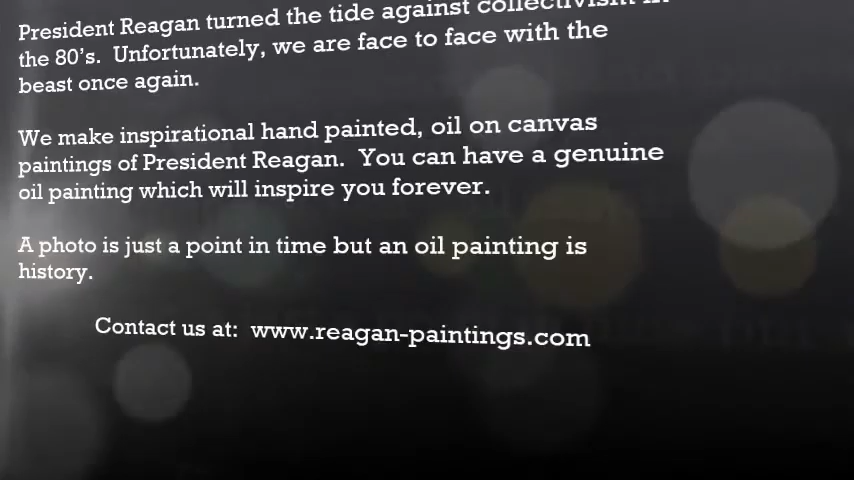 President Reagan turned the tide against collectivism in
the 80's. Unfortunately, we are face to face with the
beast once again.
We make inspirational hand painted, oil on canvas
paintings of President Reagan. You can have a genuine
oil painting which will inspire you forever.
A photo is just a point in time but an oil painting is
history.
Contact us at: www.reagan-paintings.com